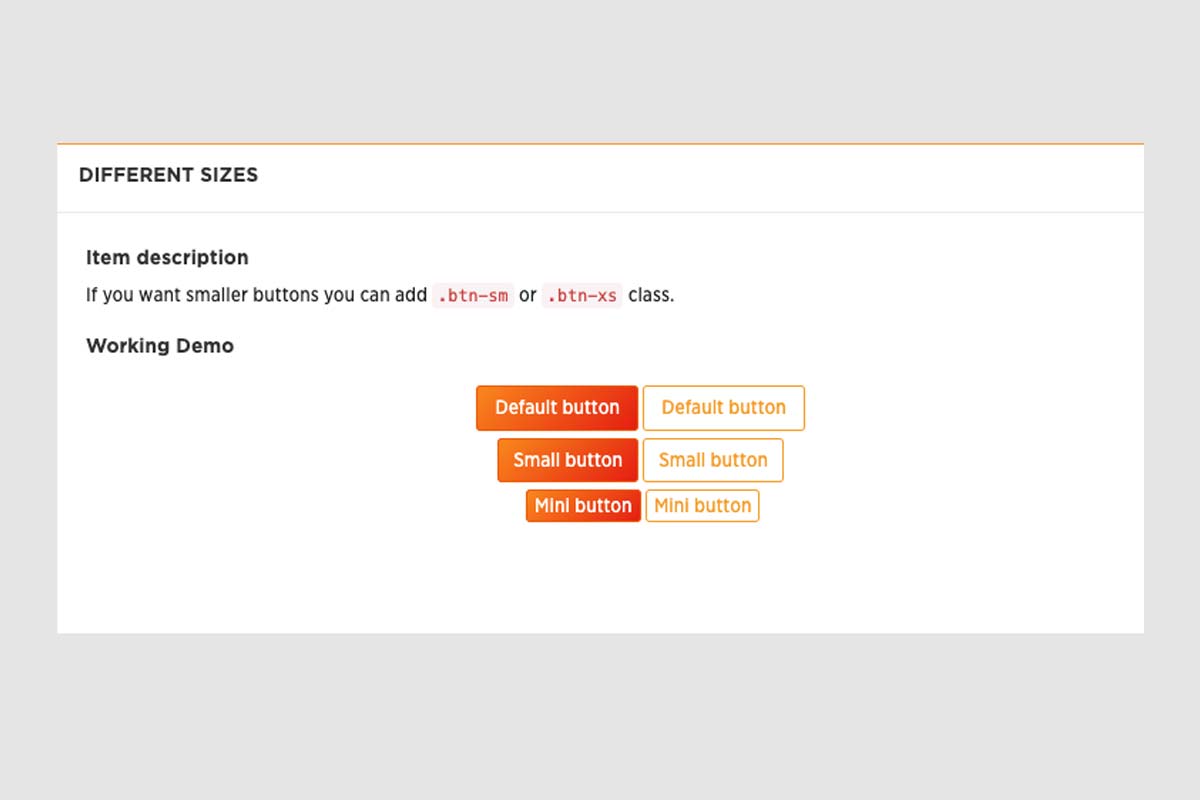 DIFFERENT SIZES
Item description
If you want smaller buttons you can add .btn-sm or .btn-xs class.
Working Demo
Default button Default button
Small button Small button
Mini button Mini button